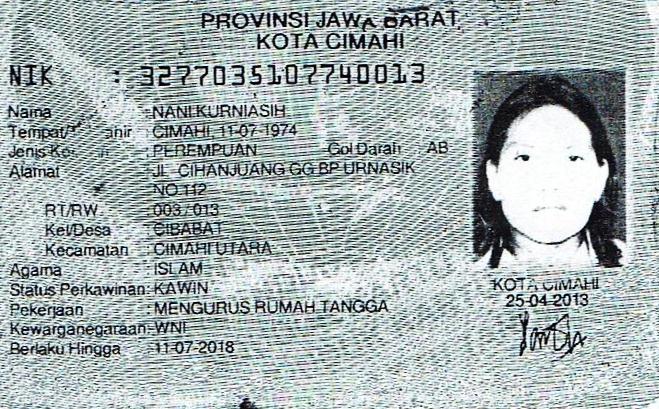 PROVINSI JAWA BARAT
KOTA CIMAHI
NIK : 3277035107740013
Nama : NANI KURNIASIH
Tempat/T anir : CIMAHI, 11-07-1974
Jenis Ke in : PEREMPUAN Gol Darah AB
Alamat JL CIHANJUANG GG BP URNASIK
NO.112
RT/RW 003 / 013
Kel/Desa : CIBABAT
Kecamatan : CIMAHI UTARA
Agama : ISLAM
Status Perkawinan : KAWIN
Pekerjaan : MENGURUS RUMAH TANGGA
Kewarganegaraan : WNI
Berlaku Hingga : 11-07-2018
KOTA CIMAHI
25-04-2013